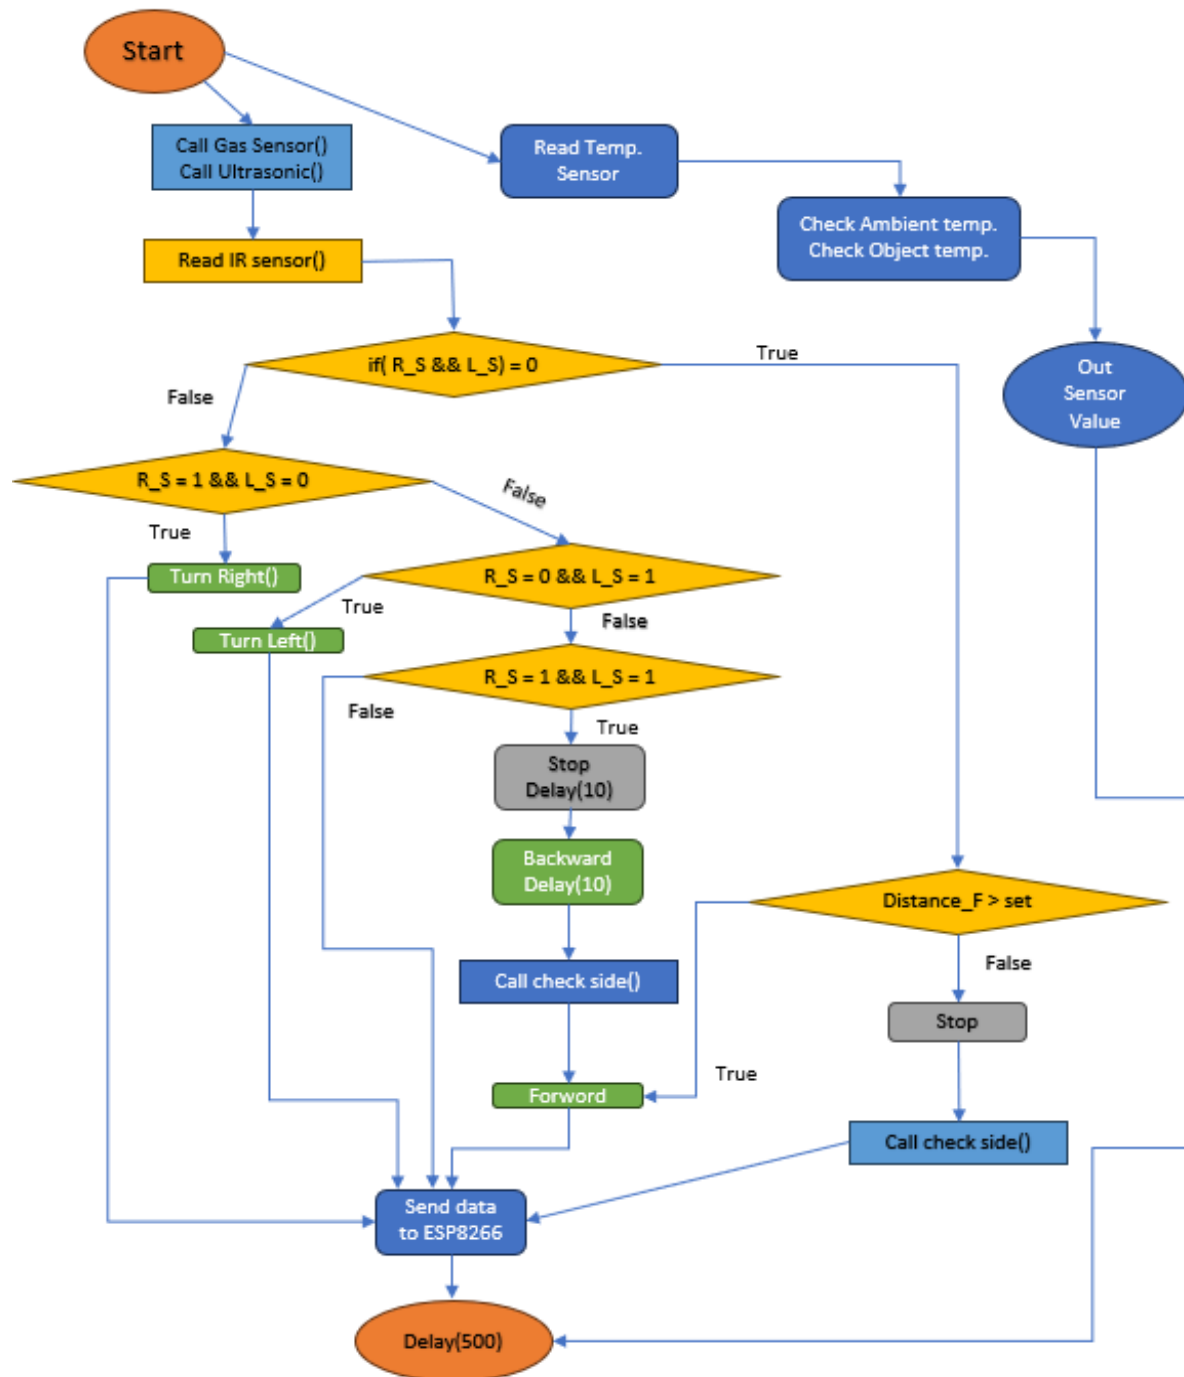 Start
Call Gas Sensor()
Call Ultrasonic()
Read Temp.
Sensor
Check Ambient temp.
Check Object temp.
Read IR sensor()
if( R_S && L_S) = 0
True
Out
Sensor
Value
False
R_S = 1 && L_S = 0
False
True
Turn Right()
R_S = 0 && L_S = 1
True
False
Turn Left()
R_S = 1 && L_S = 1
False
True
Stop
Delay(10)
Backward
Delay(10)
Distance_F > set
False
Call check side()
Stop
True
Forword
Call check side()
Send data
to ESP8266
Delay(500)